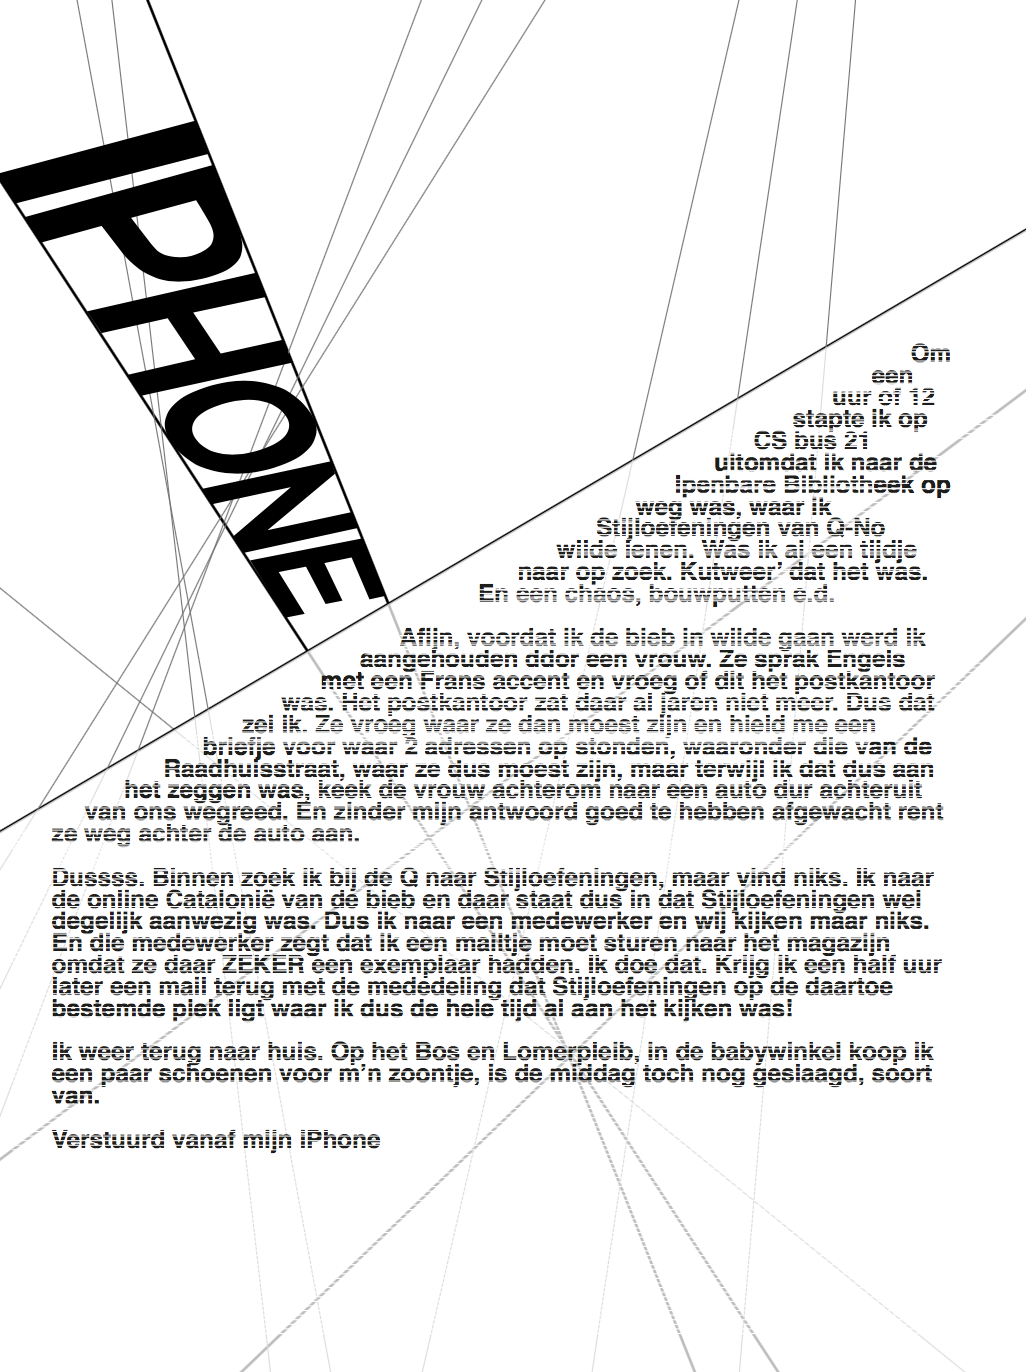 IPHONE
Om
een
uur of 12
stapte ik op
CS bus 21
uitomdat ik naar de
Ipenbare Bibliotheek op
weg was, waar ik
Stijloefeningen van Q-No
wilde lenen. Was ik al een tijdje
naar op zoek. Kutweer' dat het was.
En een chaos, bouwputten e.d.
Afijn, voordat ik de bieb in wilde gaan werd ik
aangehouden ddor een vrouw. Ze sprak Engels
met een Frans accent en vroeg of dit het postkantoor
was. Het postkantoor zat daar al jaren niet meer. Dus dat
zei ik. Ze vroeg waar ze dan moest zijn en hield me een
briefje voor waar 2 adressen op stonden, waaronder die van de
Raadhuisstraat, waar ze dus moest zijn, maar terwijl ik dat dus aan
het zeggen was, keek de vrouw achterom naar een auto dur achteruit
van ons wegreed. En zinder mijn antwoord goed te hebben afgewacht rent
ze weg achter de auto aan.
Dussss. Binnen zoek ik bij de Q naar Stijloefeningen, maar vind niks. Ik naar
de online Catalonië van de bieb en daar staat dus in dat Stijloefeningen wel
degelijk aanwezig was. Dus ik naar een medewerker en wij kijken maar niks.
En die medewerker zegt dat ik een mailtje moet sturen naar het magazijn
omdat ze daar ZEKER een exemplaar hadden. Ik doe dat. Krijg ik een half uur
later een mail terug met de mededeling dat Stijloefeningen op de daartoe
bestemde plek ligt waar ik dus de hele tijd al aan het kijken was!
Ik weer terug naar huis. Op het Bos en Lomerpleib, in de babywinkel koop ik
een paar schoenen voor m'n zoontje, is de middag toch nog geslaagd, soort
van.
Verstuurd vanaf mijn iPhone